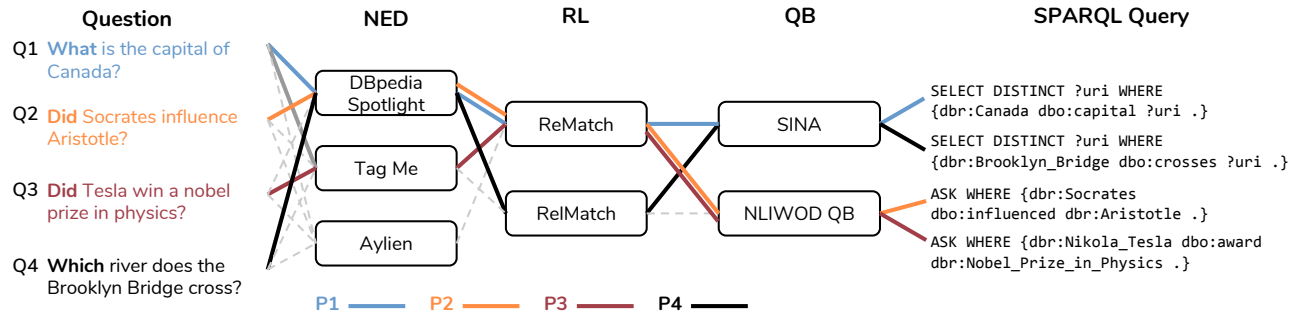 Question
NED
RL
QB
SPARQL Query
Q1 What is the capital of
Canada?
Q2 Did Socrates influence
Aristotle?
Q3 Did Tesla win a nobel
prize in physics?
Q4 Which river does the
Brooklyn Bridge cross?
DBpedia
Spotlight
Tag Me
Aylien
ReMatch
RelMatch
SINA
NLIWOD QB
SELECT DISTINCT ?uri WHERE
{dbr:Canada dbo:capital ?uri .}
SELECT DISTINCT ?uri WHERE
{dbr:Brooklyn_Bridge dbo:crosses ?uri .}
ASK WHERE {dbr:Socrates
dbo:influenced dbr:Aristotle .}
ASK WHERE {dbr:Nikola_Tesla dbo:award
dbr:Nobel_Prize_in_Physics .}
P1
P2
P3
P4